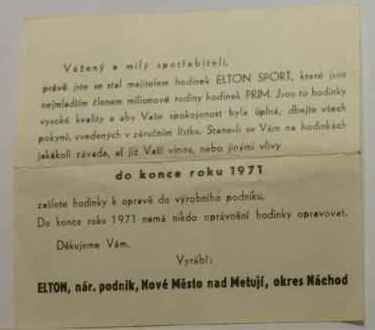 Vážený a milý spotřebiteli,
právě jste se stal majitelem hodinek ELTON SPORT, které jsou
nejmladším členem milionové rodiny hodinek PRIM. Jsou to hodinky
vysoké kvality a aby Vaše spokojenost byla úplná, dbejte všech
pokynů, uvedených v záručním lístku. Stane-li se Vám na hodinkách
jakákoli závada, ať již Vaší vinou, nebo jinými vlivy
do konce roku 1971
zašlete hodinky k opravě do výrobního podniku.
Do konce roku 1971 nemá nikdo oprávnění hodinky opravovat.
Děkujeme Vám.
Vyrábí:
ELTON, nár. podnik, Nové Město nad Metují, okres Náchod